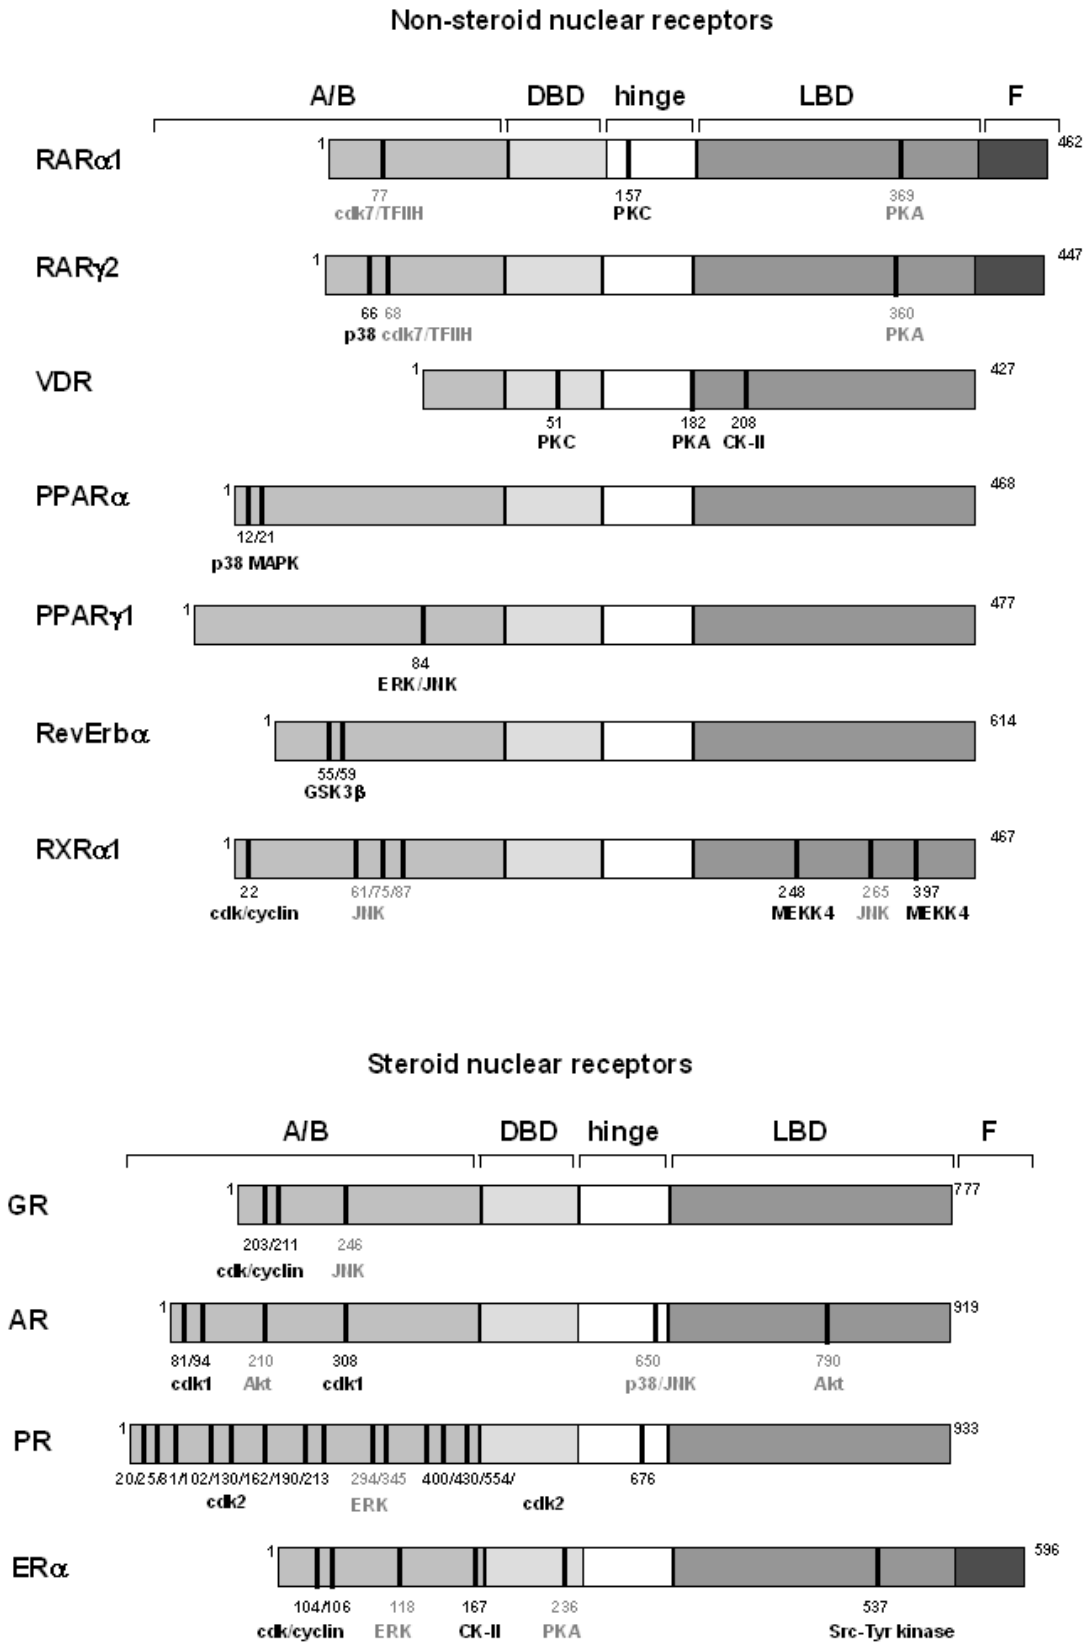 Non-steroid nuclear receptors
A/B DBD hinge LBD F
RARα1 1 462
77 157 369
cdk7/TFIIH PKC PKA
RARγ2 1 447
66 68 360
p38 cdk7/TFIIH PKA
VDR 1 427
51 182 208
PKC PKA CK-II
PPARα 1 468
12/21
p38 MAPK
PPARγ1 1 477
84
ERK/JNK
RevErbα 1 614
55/59
GSK3β
RXRα1 1 467
22 61/75/87 248 265 397
cdk/cyclin JNK MEKK4 JNK MEKK4
Steroid nuclear receptors
A/B DBD hinge LBD F
GR 1 777
203/211 246
cdk/cyclin JNK
AR 1 919
81/94 210 308 650 790
cdk1 Akt cdk1 p38/JNK Akt
PR 1 933
20/25/81/102/130/162/190/213 294/345 400/430/554/ 676
cdk2 ERK cdk2
ERα 1 596
104/106 118 167 236 537
cdk/cyclin ERK CK-II PKA Src-Tyr kinase